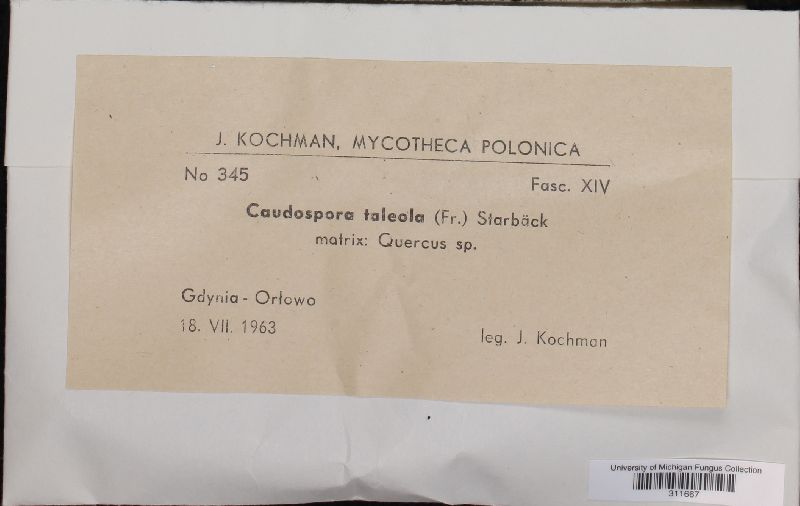 J. KOCHMAN, MYCOTHECA POLONICA
No 345
Fasc. XIV
Caudospora taleola (Fr.) Starbäck
matrix: Quercus sp.
Gdynia - Orłowo
18. VII. 1963
leg. J. Kochman
University of Michigan Fungus Collection
311667